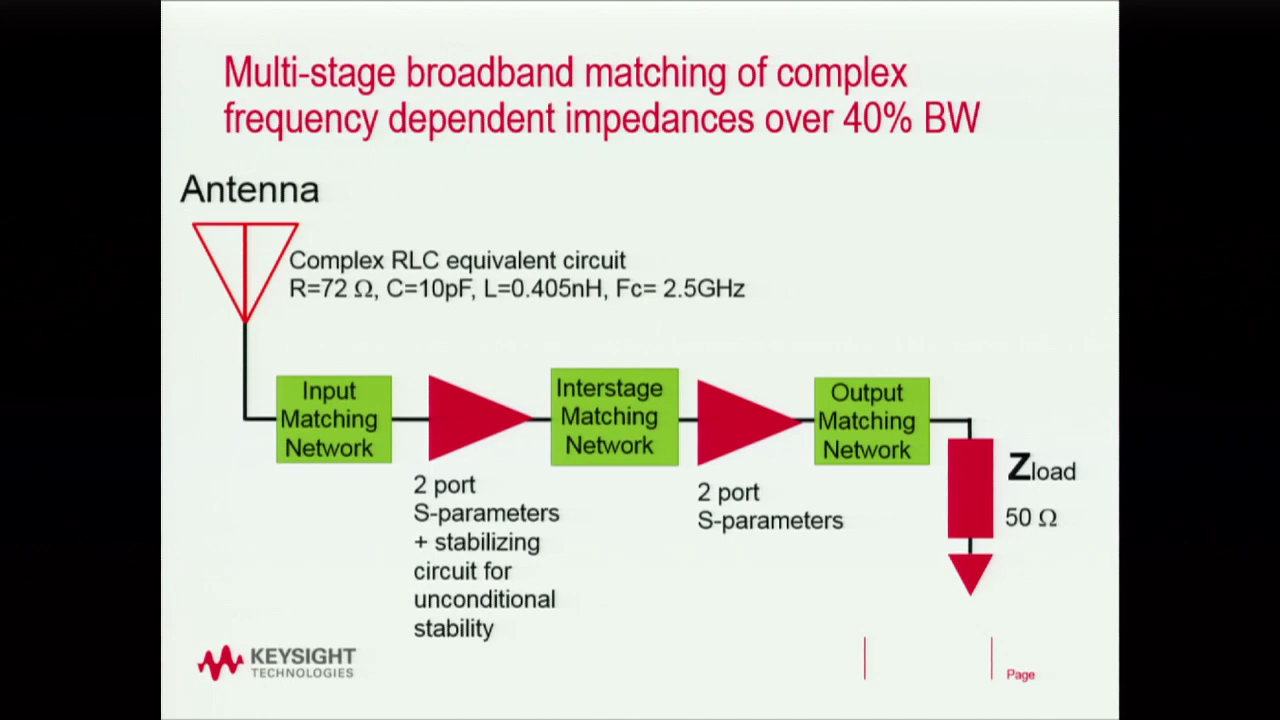 Multi-stage broadband matching of complex
frequency dependent impedances over 40% BW
Antenna
Complex RLC equivalent circuit
R=72 Ω, C=10pF, L=0.405nH, Fc= 2.5GHz
Input
Matching
Network
Interstage
Matching
Network
Output
Matching
Network
2 port
S-parameters
+ stabilizing
circuit for
unconditional
stability
2 port
S-parameters
Zload
50 Ω
KEYSIGHT
TECHNOLOGIES
Page